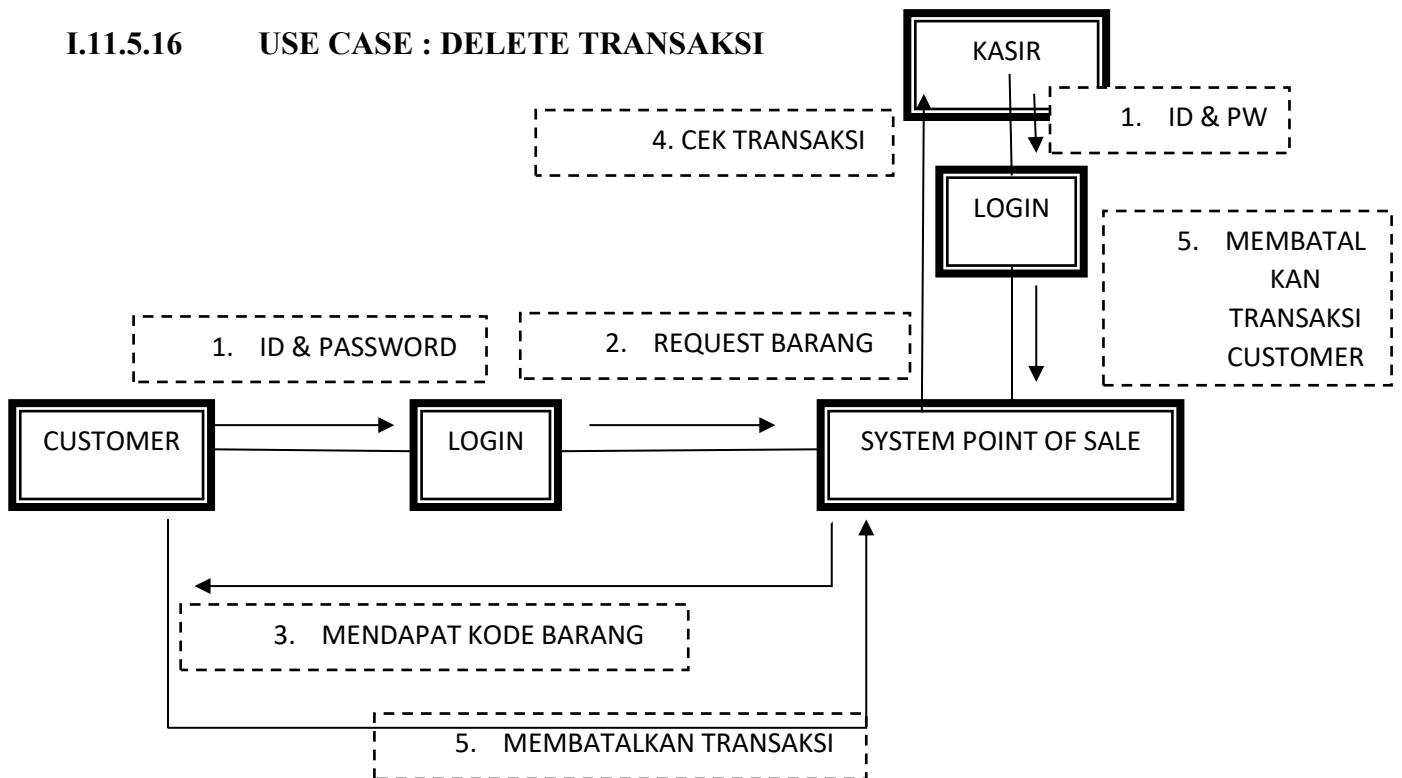 I.11.5.16 USE CASE : DELETE TRANSAKSI
KASIR
1. ID & PW
4. CEK TRANSAKSI
LOGIN
5. MEMBATAL
KAN
TRANSAKSI
CUSTOMER
1. ID & PASSWORD
2. REQUEST BARANG
CUSTOMER
LOGIN
SYSTEM POINT OF SALE
3. MENDAPAT KODE BARANG
5. MEMBATALKAN TRANSAKSI